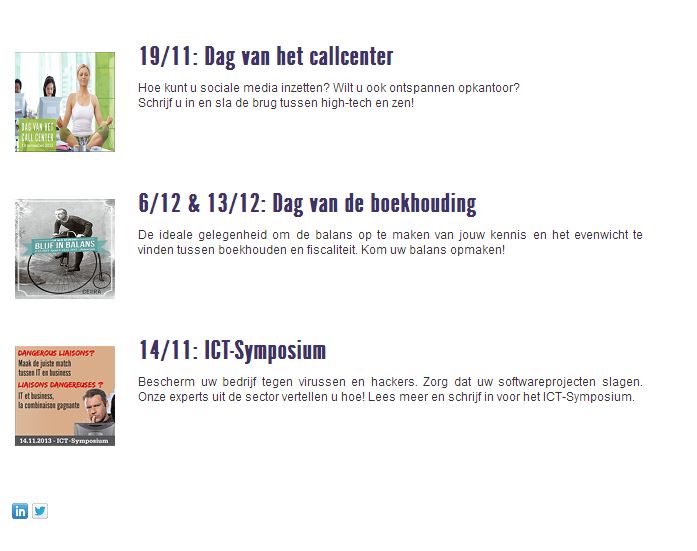 19/11: Dag van het callcenter
Hoe kunt u sociale media inzetten? Wilt u ook ontspannen opkantoor?
Schrijf u in en sla de brug tussen high-tech en zen!
DAG VAN HET
CALL CENTER
6/12 & 13/12: Dag van de boekhouding
De ideale gelegenheid om de balans op te maken van jouw kennis en het evenwicht te
vinden tussen boekhouden en fiscaliteit. Kom uw balans opmaken!
BLIJF IN BALANS
14/11: ICT-Symposium
Bescherm uw bedrijf tegen virussen en hackers. Zorg dat uw softwareprojecten slagen.
Onze experts uit de sector vertellen u hoe! Lees meer en schrijf in voor het ICT-Symposium.
DANGEROUS LIAISONS?
Maak de juiste match
tussen IT en business
LIAISONS DANGEREUSES ?
IT et business,
la combinaison gagnante
14.11.2013 - ICT-Symposium
in